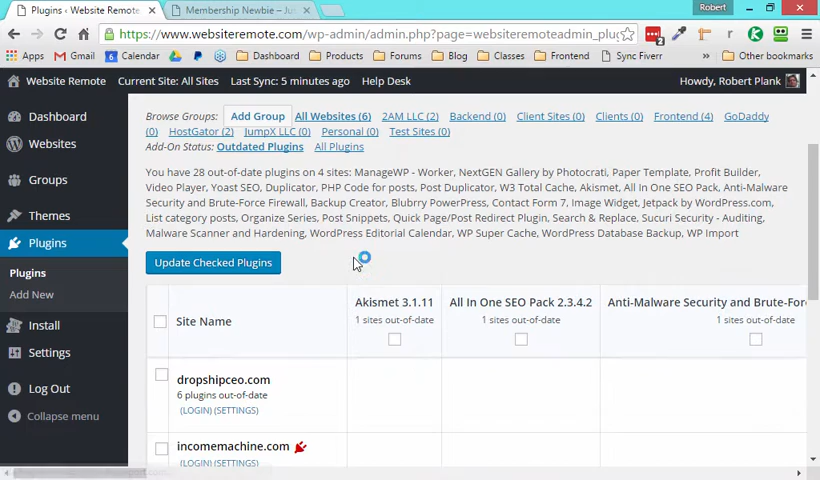 Plugins ‹ Website Remote
Membership Newbie – Ju
Robert
https://www.websiteremote.com/wp-admin/admin.php?page=websiteremoteadmin_plug
2
Apps Gmail Calendar Dashboard Products Forums Blog Classes Frontend Sync Fiverr Other bookmarks
Website Remote Current Site: All Sites Last Sync: 5 minutes ago Help Desk Howdy, Robert Plank
Dashboard
Websites
Groups
Themes
Plugins
Plugins
Add New
Install
Settings
Log Out
Collapse menu
Browse Groups: Add Group All Websites (6) 2AM LLC (2) Backend (0) Client Sites (0) Clients (0) Frontend (4) GoDaddy
(0) HostGator (2) JumpX LLC (0) Personal (0) Test Sites (0)
Add-On Status: Outdated Plugins All Plugins
You have 28 out-of-date plugins on 4 sites: ManageWP - Worker, NextGEN Gallery by Photocrati, Paper Template, Profit Builder,
Video Player, Yoast SEO, Duplicator, PHP Code for posts, Post Duplicator, W3 Total Cache, Akismet, All In One SEO Pack, Anti-Malware
Security and Brute-Force Firewall, Backup Creator, Blubrry PowerPress, Contact Form 7, Image Widget, Jetpack by WordPress.com,
List category posts, Organize Series, Post Snippets, Quick Page/Post Redirect Plugin, Search & Replace, Sucuri Security - Auditing,
Malware Scanner and Hardening, WordPress Editorial Calendar, WP Super Cache, WordPress Database Backup, WP Import
Update Checked Plugins
Site Name
Akismet 3.1.11
1 sites out-of-date
All In One SEO Pack 2.3.4.2
1 sites out-of-date
Anti-Malware Security and Brute-For
1 sites out-of-date
dropshipceo.com
6 plugins out-of-date
(LOGIN) (SETTINGS)
incomemachine.com
(LOGIN) (SETTINGS)